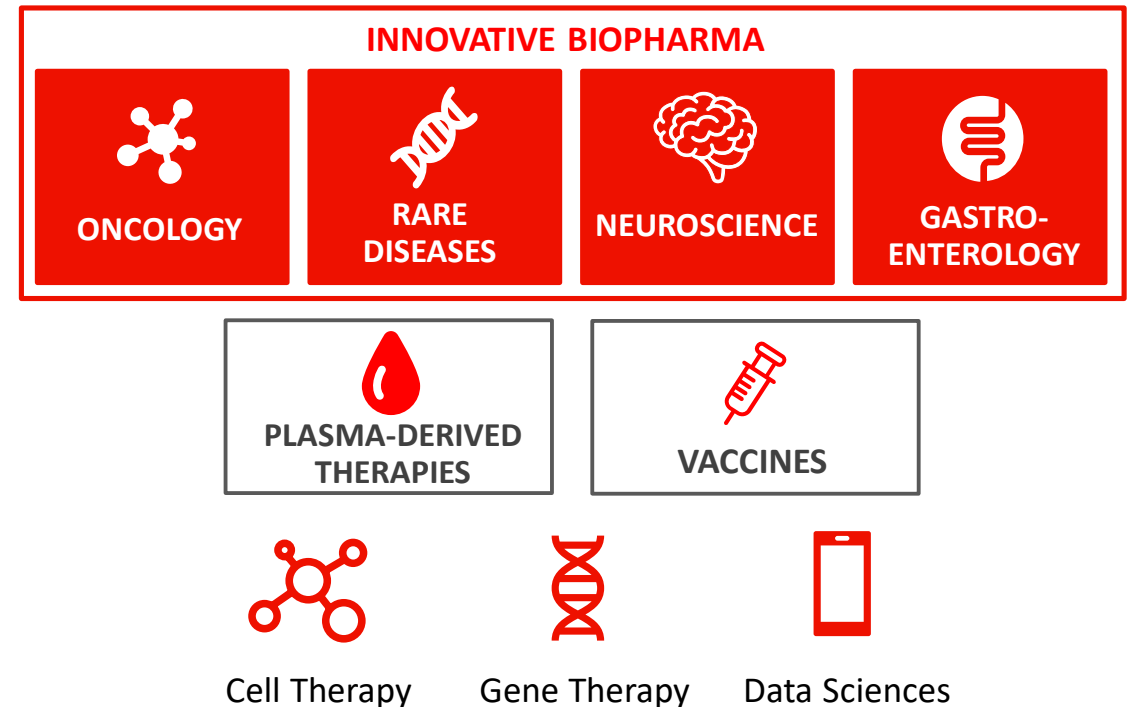 INNOVATIVE BIOPHARMA
ONCOLOGY
RARE
DISEASES
NEUROSCIENCE
GASTRO-
ENTEROLOGY
PLASMA-DERIVED
THERAPIES
VACCINES
Cell Therapy
Gene Therapy
Data Sciences